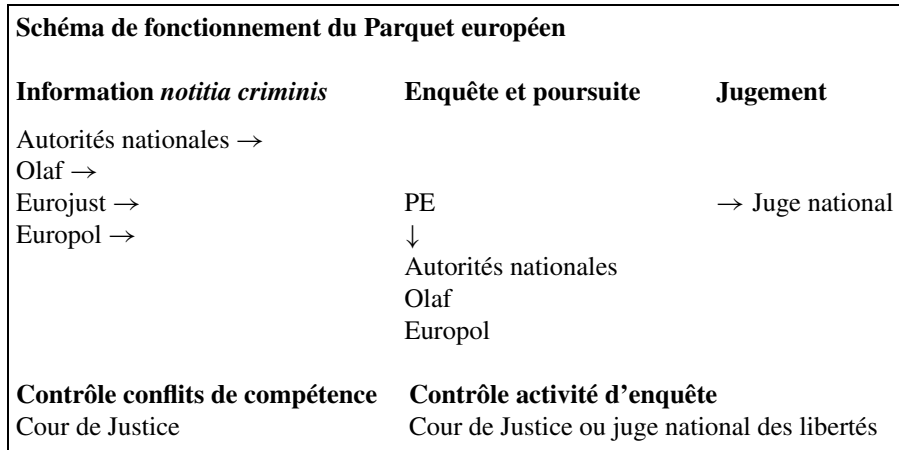 Schéma de fonctionnement du Parquet européen
Information notitia criminis Enquête et poursuite Jugement
Autorités nationales →
Olaf →
Eurojust → PE → Juge national
Europol → ↓
Autorités nationales
Olaf
Europol
Contrôle conflits de compétence Contrôle activité d'enquête
Cour de Justice Cour de Justice ou juge national des libertés